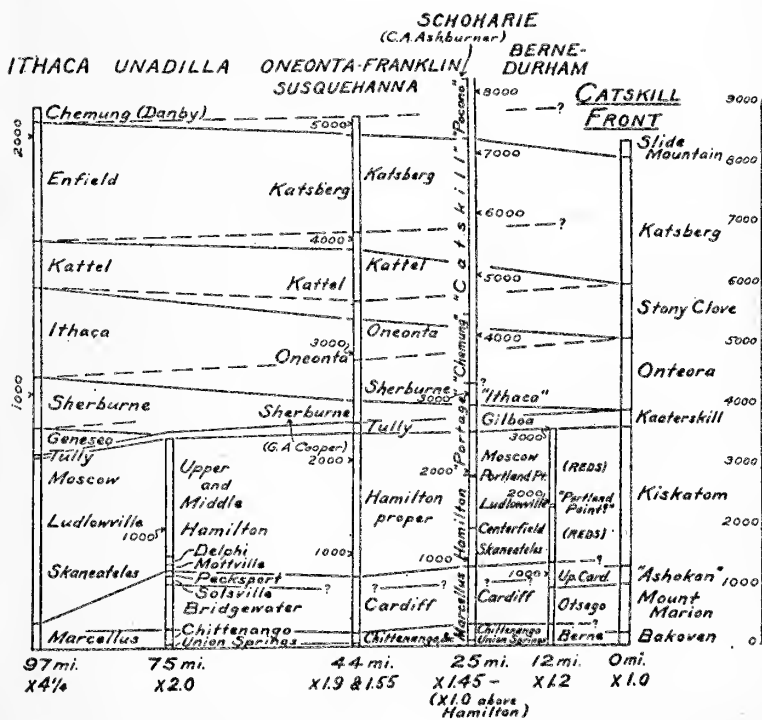 SCHOHARIE
(C.A. Ashburner)
ITHACA UNADILLA ONEONTA-FRANKLIN BERNE-
SUSQUEHANNA DURHAM
CATSKILL
FRONT
Chemung (Danby)
2000
Enfield
Kattel
Ithaca
1000
Sherburne
Geneseo
Tully
Moscow
Ludlowville
Skaneateles
Marcellus
Upper
and
Middle
Hamilton
1000
Delphi
Mottville
Pecksport
Solsville
?
Bridgewater
Chittenango
Union Springs
5000
Katsberg
4000
Kattel
3000
Oneonta
Sherburne
(G.A. Cooper)
2000
1000
Katsberg
Kattel
Oneonta
Sherburne
Tully
Hamilton
proper
?
Cardiff
Chittenango &
Marcellus Hamilton "Portage" "Chemung" "Catskill" "Pocono"
8000
7000
6000
5000
4000
3000
2000
1000
?
?
?
?
"Ithaca"
Gilboa
3000
Moscow
Portland Pt.
2000
Ludlowville
Centerfield
Skaneateles
?
1000
Cardiff
Chittenango
Union Springs
(REDS)
"Portland
Point?"
(REDS)
?
Up. Card.
Otsego
?
Berne
Slide
Mountain
Katsberg
Stony Clove
Onteora
Kaaterskill
Kiskatom
"Ashokan"
Mount
Marion
Bakoven
9000
8000
7000
6000
5000
4000
3000
2000
1000
0
97 mi. 75 mi. 44 mi. 25 mi. 12 mi. 0 mi.
X4¼ X2.0 X1.9 & 1.55 X1.45 - X1.2 X1.0
(X1.0 above
Hamilton)